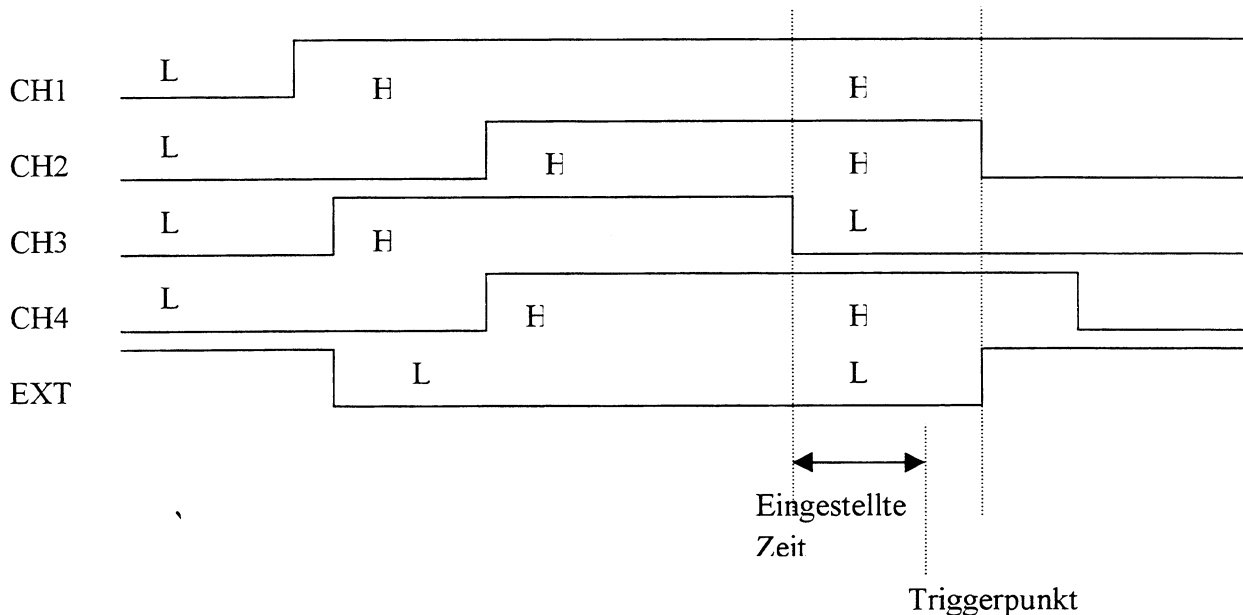 L
CH1 H H
L
CH2 H H
L L
CH3 H
L
CH4 H H
L L
EXT
Eingestellte
Zeit
Triggerpunkt